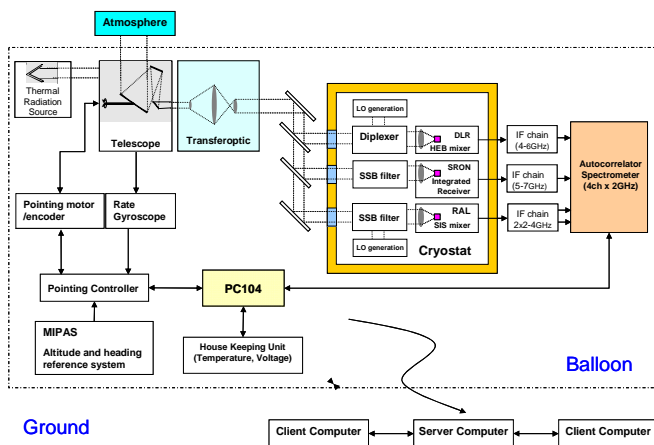 Atmosphere
Thermal
Radiation
Source
Telescope
Transferoptic
LO generation
Diplexer
DLR
HEB mixer
SSB filter
SRON
Integrated
Receiver
SSB filter
RAL
SIS mixer
LO generation
Cryostat
IF chain
(4-6GHz)
IF chain
(5-7GHz)
IF chain
2x2-4GHz
Autocorrelator
Spectrometer
(4ch x 2GHz)
Pointing motor
/encoder
Rate
Gyroscope
Pointing Controller
PC104
MIPAS
Altitude and heading
reference system
House Keeping Unit
(Temperature, Voltage)
Balloon
Ground
Client Computer
Server Computer
Client Computer